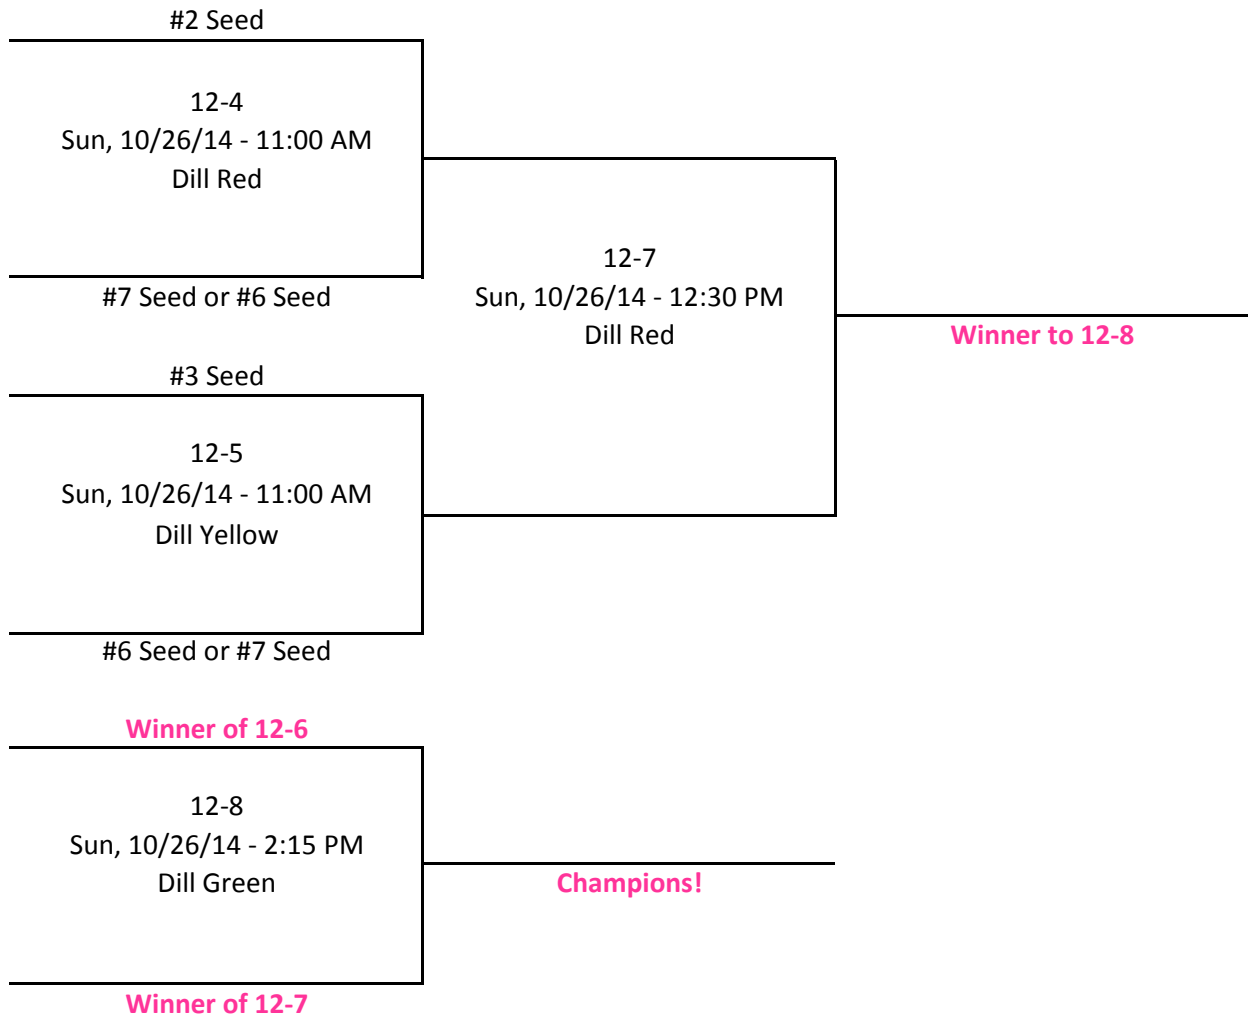 #2 Seed
12-4
Sun, 10/26/14 - 11:00 AM
Dill Red
#7 Seed or #6 Seed
12-7
Sun, 10/26/14 - 12:30 PM
Dill Red
Winner to 12-8
#3 Seed
12-5
Sun, 10/26/14 - 11:00 AM
Dill Yellow
#6 Seed or #7 Seed
Winner of 12-6
12-8
Sun, 10/26/14 - 2:15 PM
Dill Green
Champions!
Winner of 12-7